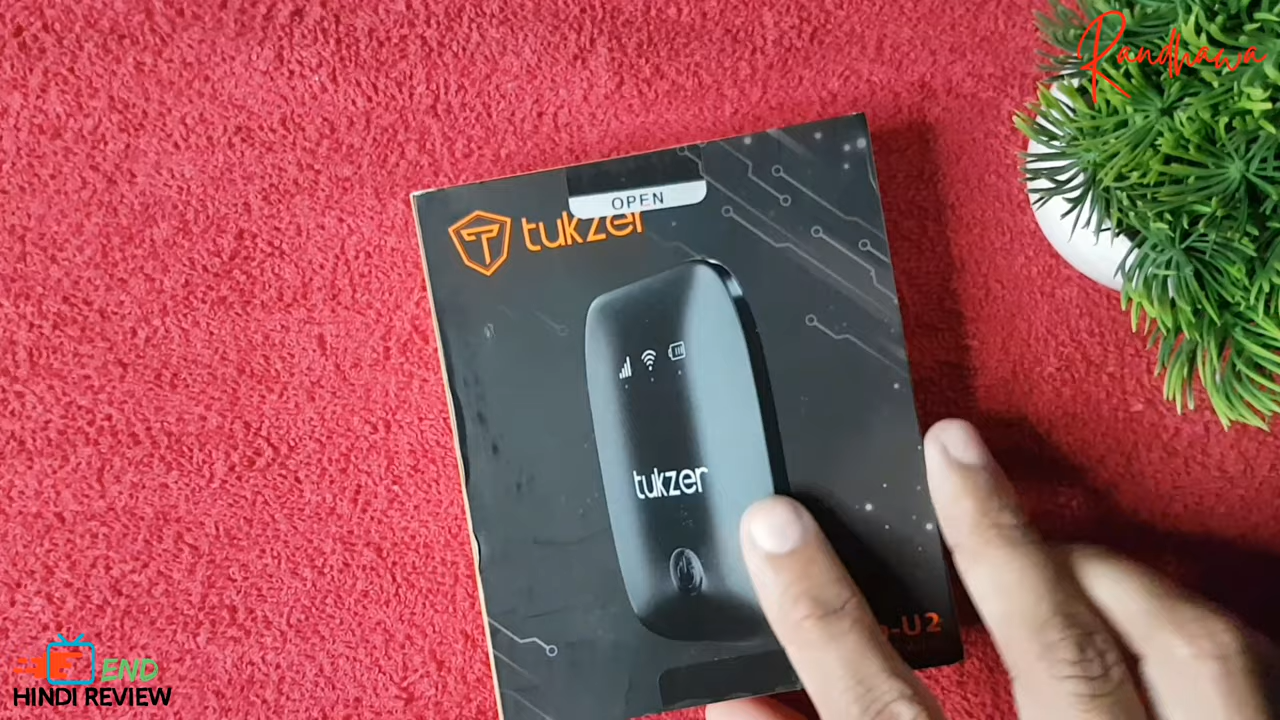 Randhawa
OPEN
tukzer
tukzer
-U2
END
HINDI REVIEW